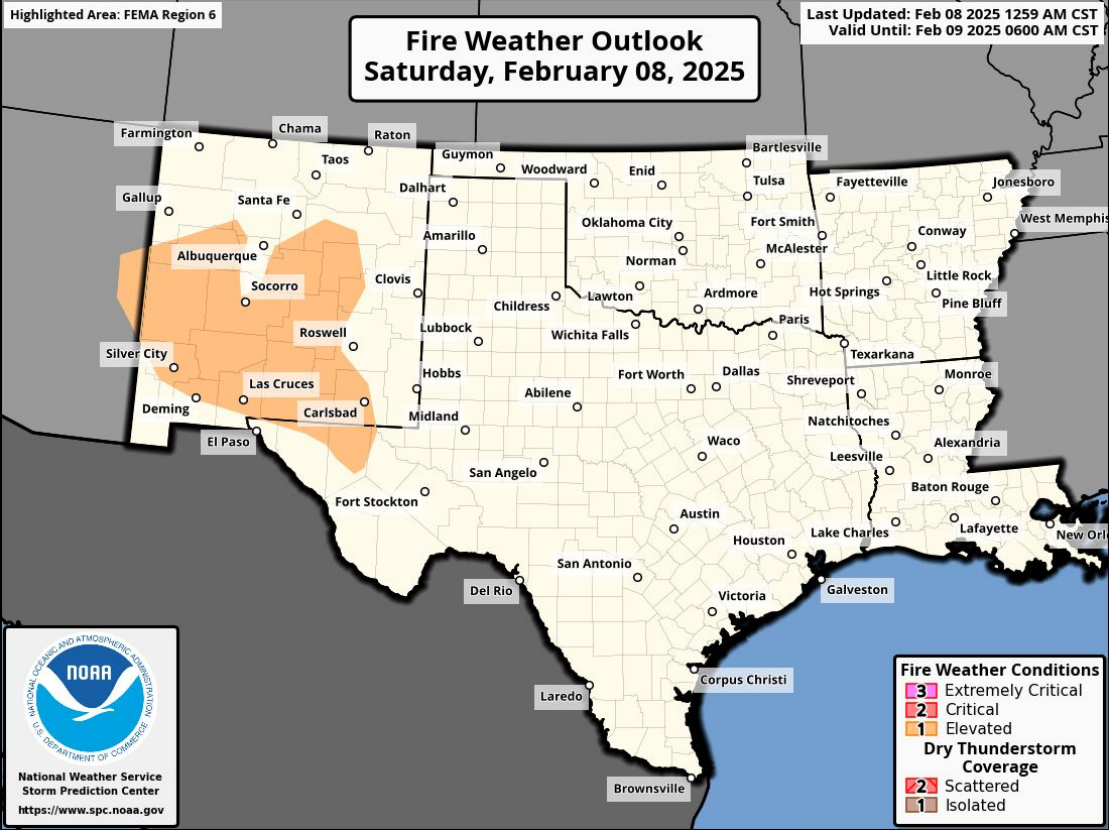 Highlighted Area: FEMA Region 6
Fire Weather Outlook
Saturday, February 08, 2025
Last Updated: Feb 08 2025 1259 AM CST
Valid Until: Feb 09 2025 0600 AM CST
Farmington
Chama
Raton
Taos
Guymon
Woodward
Enid
Bartlesville
Tulsa
Fayetteville
Jonesboro
Gallup
Santa Fe
Dalhart
Oklahoma City
Fort Smith
West Memphis
Albuquerque
Amarillo
Norman
McAlester
Conway
Socorro
Clovis
Childress
Lawton
Ardmore
Hot Springs
Little Rock
Pine Bluff
Roswell
Lubbock
Wichita Falls
Paris
Texarkana
Silver City
Las Cruces
Hobbs
Abilene
Fort Worth
Dallas
Shreveport
Monroe
Deming
Carlsbad
Midland
Natchitoches
El Paso
San Angelo
Waco
Leesville
Alexandria
Fort Stockton
Austin
Baton Rouge
Houston
Lake Charles
Lafayette
New Orl
Del Rio
San Antonio
Victoria
Galveston
Laredo
Corpus Christi
Brownsville
NATIONAL OCEANIC AND ATMOSPHERIC ADMINISTRATION
NOAA
U.S. DEPARTMENT OF COMMERCE
National Weather Service
Storm Prediction Center
https://www.spc.noaa.gov
Fire Weather Conditions
3 Extremely Critical
2 Critical
1 Elevated
Dry Thunderstorm
Coverage
2 Scattered
1 Isolated